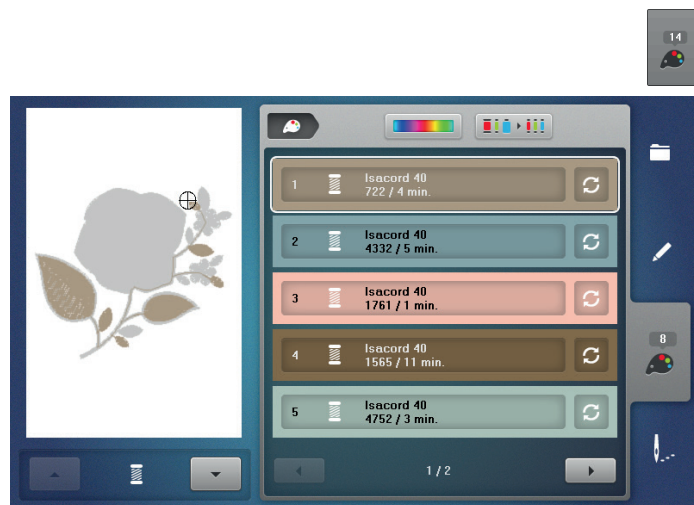 14
1
Isacord 40
722 / 4 min.
2
Isacord 40
4332 / 5 min.
3
Isacord 40
1761 / 1 min.
4
Isacord 40
1565 / 11 min.
5
Isacord 40
4752 / 3 min.
1 / 2
8